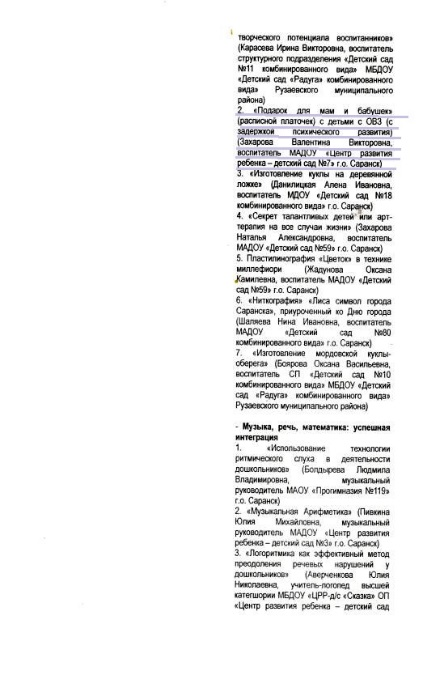 творческого потенциала воспитанников»
(Карасева Ирина Викторовна, воспитатель
структурного подразделения «Детский сад
№11 комбинированного вида» МБДОУ
«Детский сад «Радуга» комбинированного
вида» Рузаевского муниципального
района)
2. «Подарок для мам и бабушек»
(расписной платочек) с детьми с ОВЗ (с
задержкой психического развития)
(Захарова Валентина Викторовна,
воспитатель МАДОУ «Центр развития
ребенка – детский сад №7» г.о. Саранск)
3. «Изготовление куклы на деревянной
ложке» (Данилицкая Алена Ивановна,
воспитатель МДОУ «Детский сад №18
комбинированного вида» г.о. Саранск)
4. «Секрет талантливых детей или арт-
терапия на все случаи жизни» (Захарова
Наталья Александровна, воспитатель
МАДОУ «Детский сад №59» г.о. Саранск)
5. Пластилинография «Цветок» в технике
миллефиори (Жадунова Оксана
Камилевна, воспитатель МАДОУ «Детский
сад №59» г.о. Саранск)
6. «Ниткография» «Лиса символ города
Саранска», приуроченный ко Дню города
(Шаляева Нина Ивановна, воспитатель
МАДОУ «Детский сад №80
комбинированного вида» г.о. Саранск)
7. «Изготовление мордовской куклы-
оберега» (Боярова Оксана Васильевна,
воспитатель СП «Детский сад №10
комбинированного вида» МБДОУ «Детский
сад «Радуга» комбинированного вида»
Рузаевского муниципального района)
- Музыка, речь, математика: успешная
интеграция
1. «Использование технологии
ритмического слуха в деятельности
дошкольников» (Болдырева Людмила
Владимировна, музыкальный
руководитель МАОУ «Прогимназия №119»
г.о. Саранск)
2. «Музыкальная Арифметика» (Пивкина
Юлия Михайловна, музыкальный
руководитель МАДОУ «Центр развития
ребенка – детский сад №3» г.о. Саранск)
3. «Логоритмика как эффективный метод
преодоления речевых нарушений у
дошкольников» (Аверченкова Юлия
Николаевна, учитель-логопед высшей
категории МБДОУ «ЦРР-д/с «Сказка» ОП
«Центр развития ребенка – детский сад